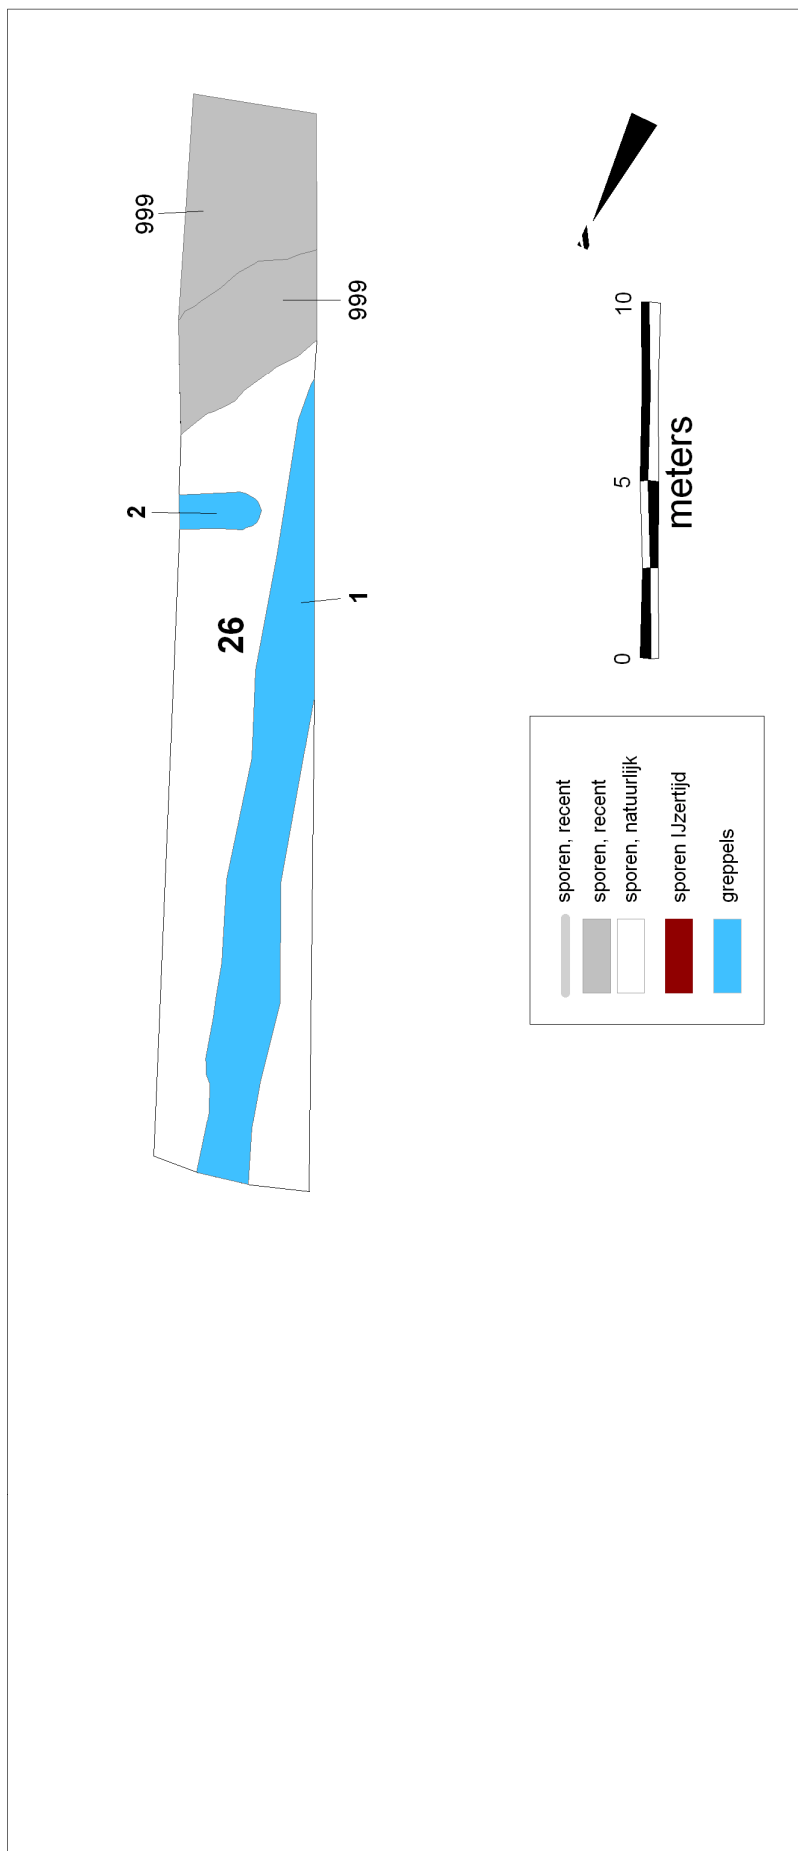 999
999
2
26
1
0
5
10
meters
sporen, recent
sporen, recent
sporen, natuurlijk
sporen IJzertijd
greppels